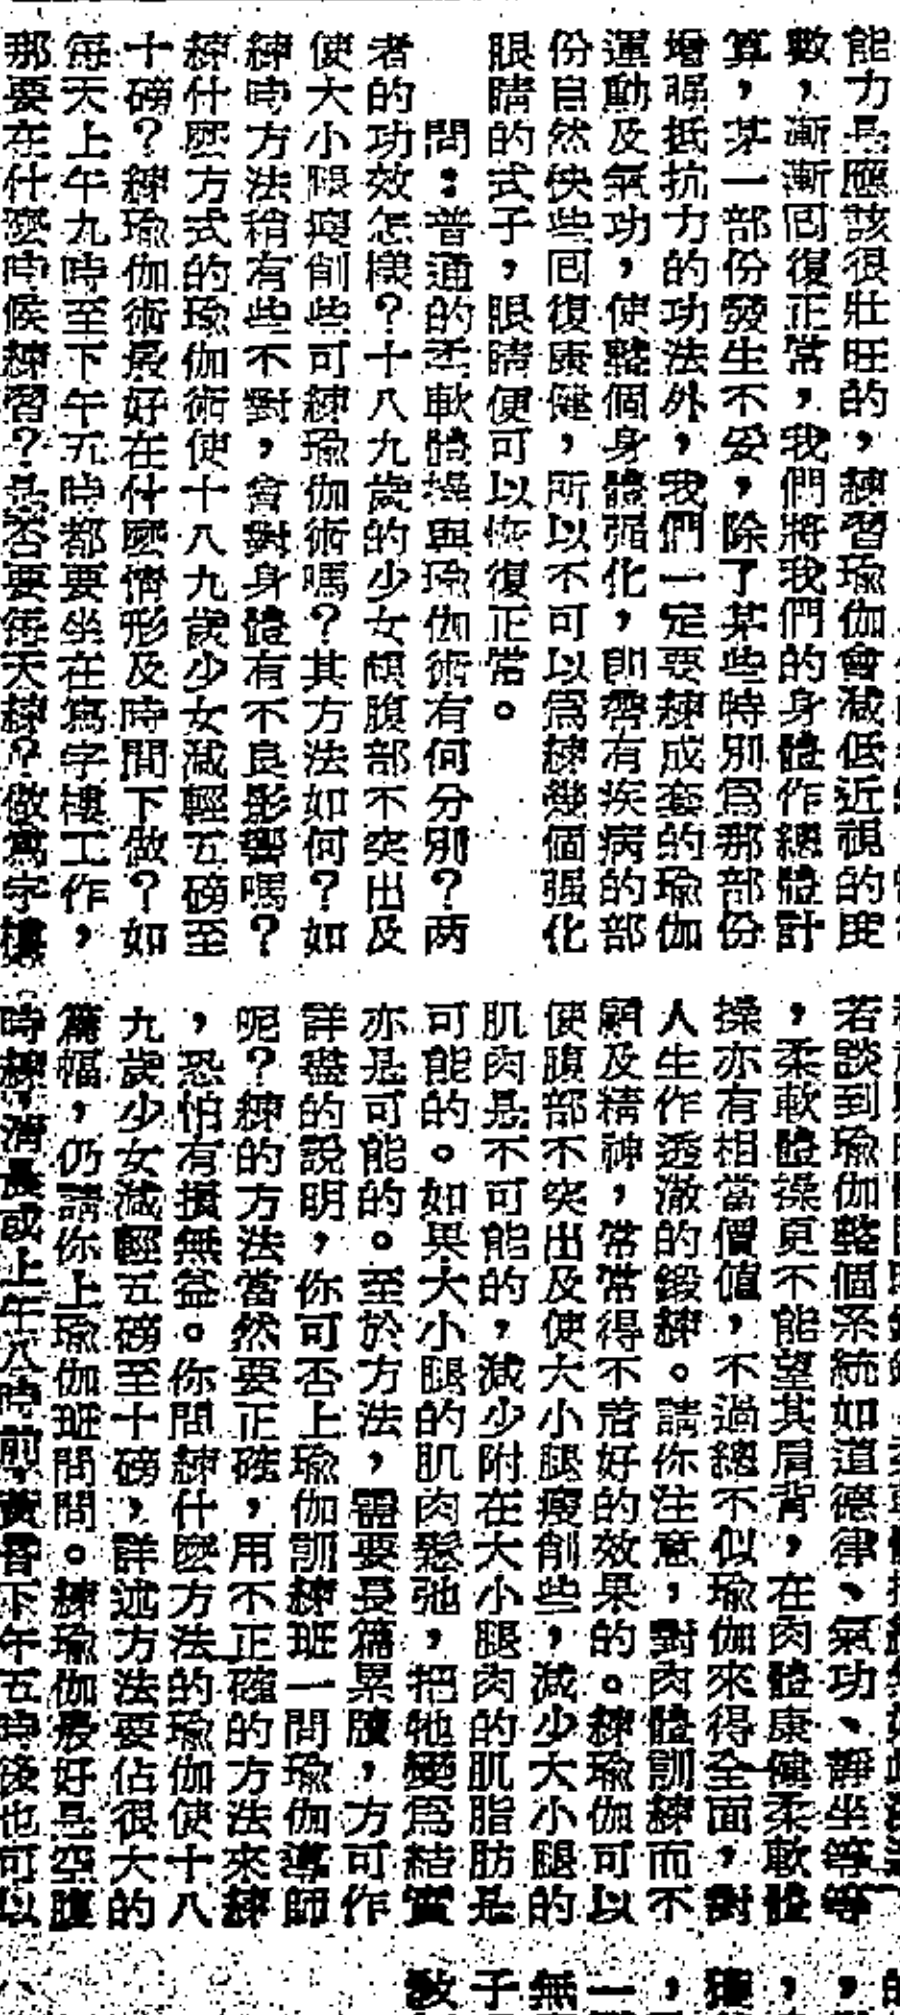 能力是應該很壯旺的，練習瑜伽會減低近視的度
數，漸漸囘復正常，我們將我們的身體作總體計
算，某一部份發生不妥，除了某些時別爲那部份
增強抵抗力的功法外，我們一定要練成套的瑜伽
運動及氣功，使整個身體强化，卽帶有疾病的部
份自然快些囘復康健，所以不可以爲練幾個强化
眼睛的式子，眼睛便可以恢復正常。
問：普通的柔軟體操與瑜伽術有何分別？两
者的功效怎樣？十八九歲的少女頗腹部不突出及
使大小腿瘦削些可練瑜伽術嗎？其方法如何？如
練時方法稍有些不對，會對身體有不良影響嗎？
練什麼方式的瑜伽術使十八九歲少女減輕五磅至
十磅？練瑜伽術最好在什麼情形及時間下做？如
每天上午九時至下午五時都要坐在寫字樓工作，
那要在什麼時候練習？是否要每天練？做寫字樓
若談到瑜伽整個系統如道德律、氣功、靜坐等等
，柔軟體操更不能望其肩背，在肉體康健柔軟體
操亦有相當價値，不過總不似瑜伽來得全面，對
人生作透澈的鍛練。請你注意，對肉體訓練而不
顧及精神，常常得不着好的效果的。練瑜伽可以
使腹部不突出及使大小腿瘦削些，減少大小腿的
肌肉是不可能的，減少附在大小腿肉的肌脂肪是
可能的。如果大小腿的肌肉鬆弛，把牠變爲結實
亦是可能的。至於方法，需要長篇累牘，方可作
詳盡的說明，你可否上瑜伽訓練班一問瑜伽導師
呢？練的方法當然要正確，用不正確的方法來練
，恐怕有損無益。你問練什麼方法的瑜伽使十八
九歲少女減輕五磅至十磅，詳述方法要佔很大的
篇幅，仍請你上瑜伽班問問。練瑜伽最好是空腹
時練，淸晨或上午八時前，黃昏下午五時後也可以